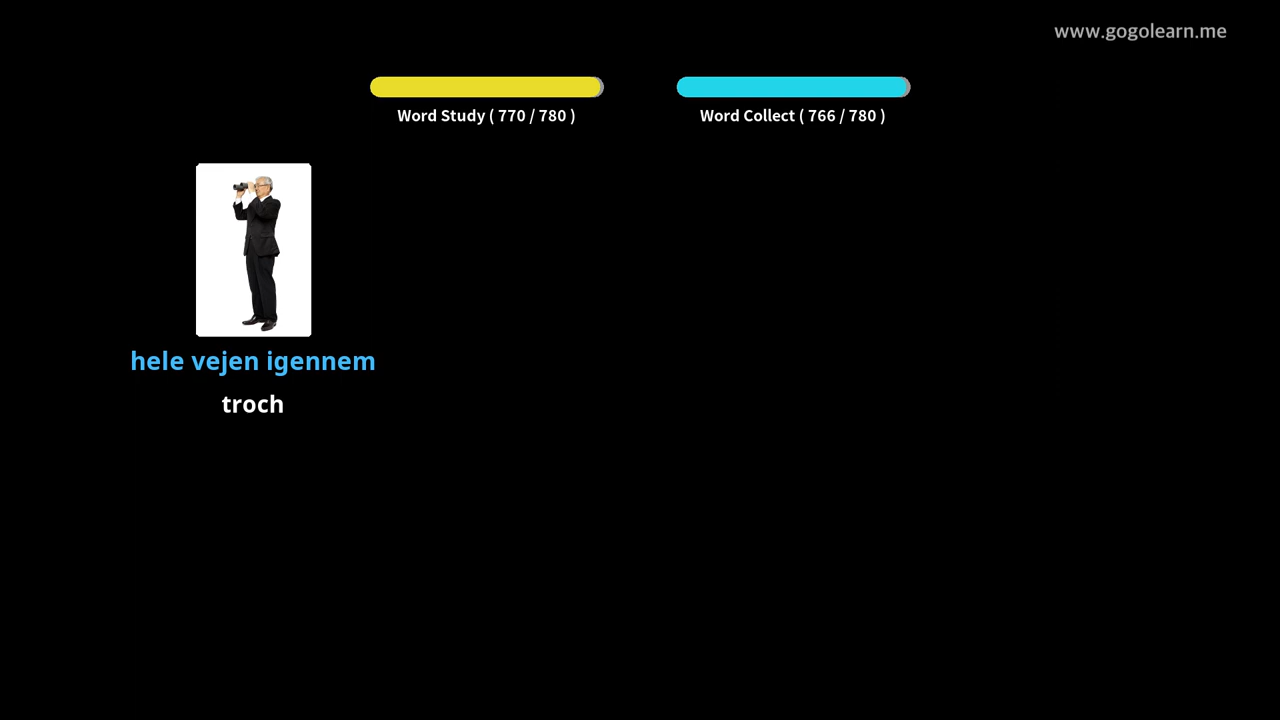 www.gogolearn.me
Word Study ( 770 / 780 )
Word Collect ( 766 / 780 )
hele vejen igennem
troch